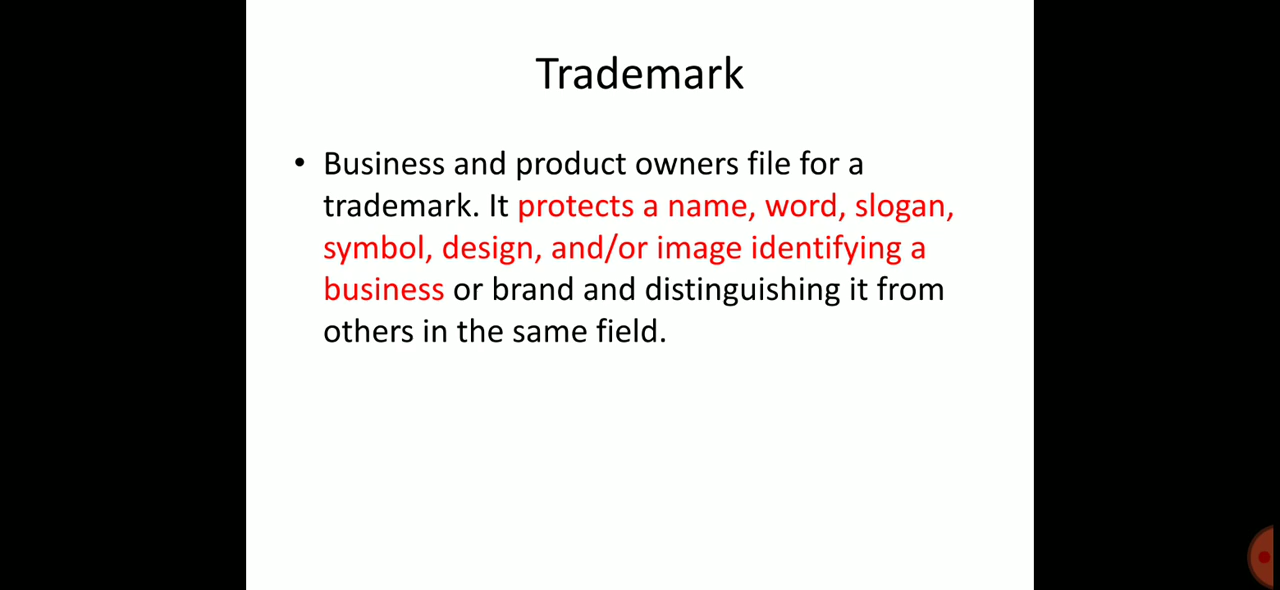 Trademark
• Business and product owners file for a
trademark. It protects a name, word, slogan,
symbol, design, and/or image identifying a
business or brand and distinguishing it from
others in the same field.